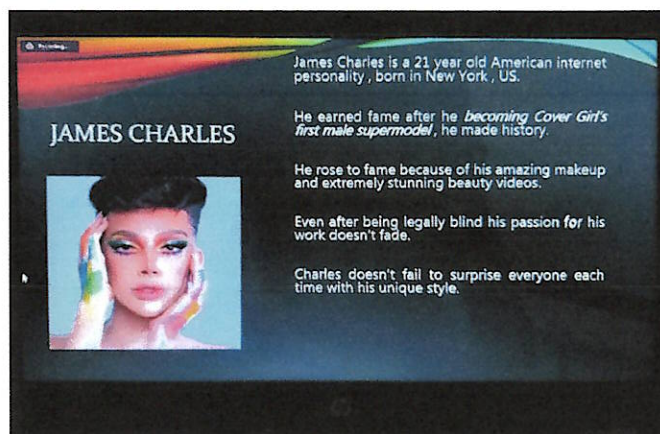 Recording...
JAMES CHARLES
James Charles is a 21 year old American internet
personality , born in New York , US.
He earned fame after he becoming Cover Girl's
first male supermodel , he made history.
He rose to fame because of his amazing makeup
and extremely stunning beauty videos.
Even after being legally blind his passion for his
work doesn't fade.
Charles doesn't fail to surprise everyone each
time with his unique style.